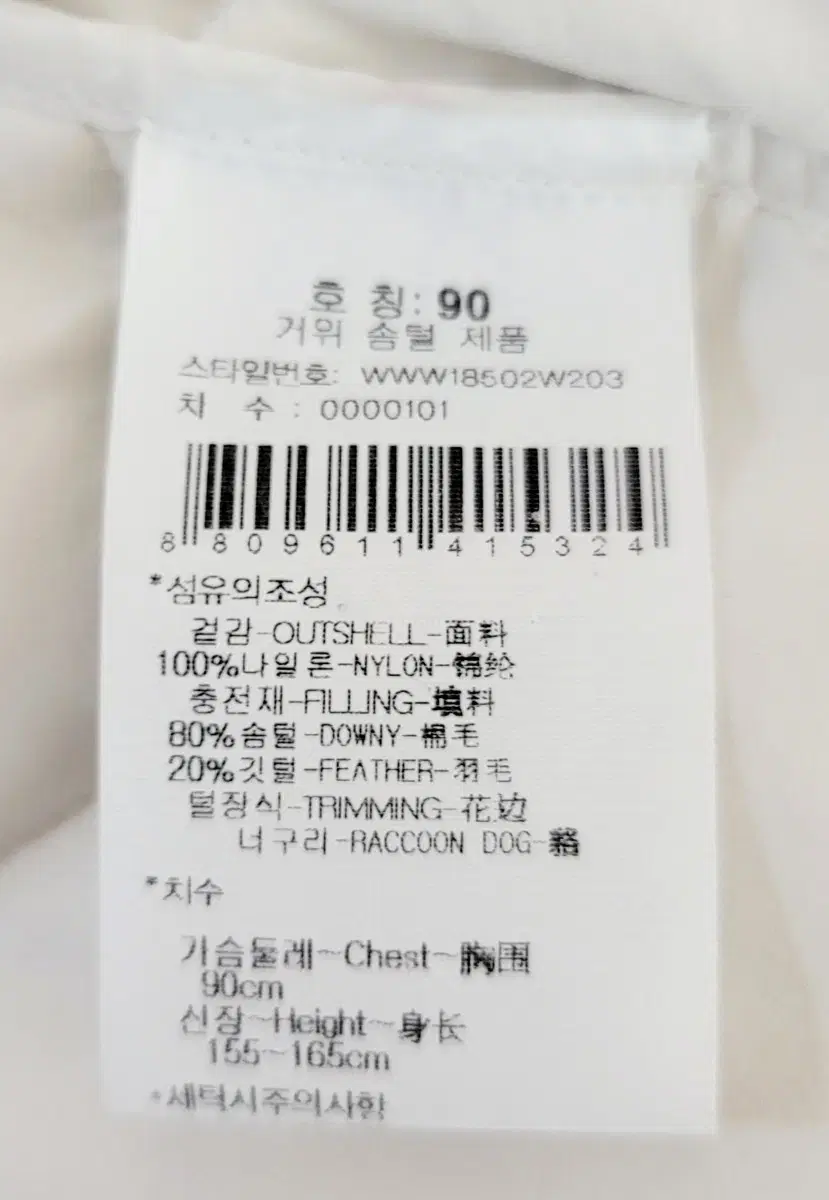 호 칭: 90
거위 솜털 제품
스타일번호: WWW18502W203
치 수 : 0000101
8 809611 415324
*섬유의조성
겉감-OUTSHELL-面料
100%나일론-NYLON-锦纶
충전재-FILLING-填料
80%솜털-DOWNY-棉毛
20%깃털-FEATHER-羽毛
털장식-TRIMMING-花边
너구리-RACCOON DOG-貉
*치수
가슴둘레~Chest~胸围
90cm
신장~Height~身长
155~165cm
*세탁시주의사항